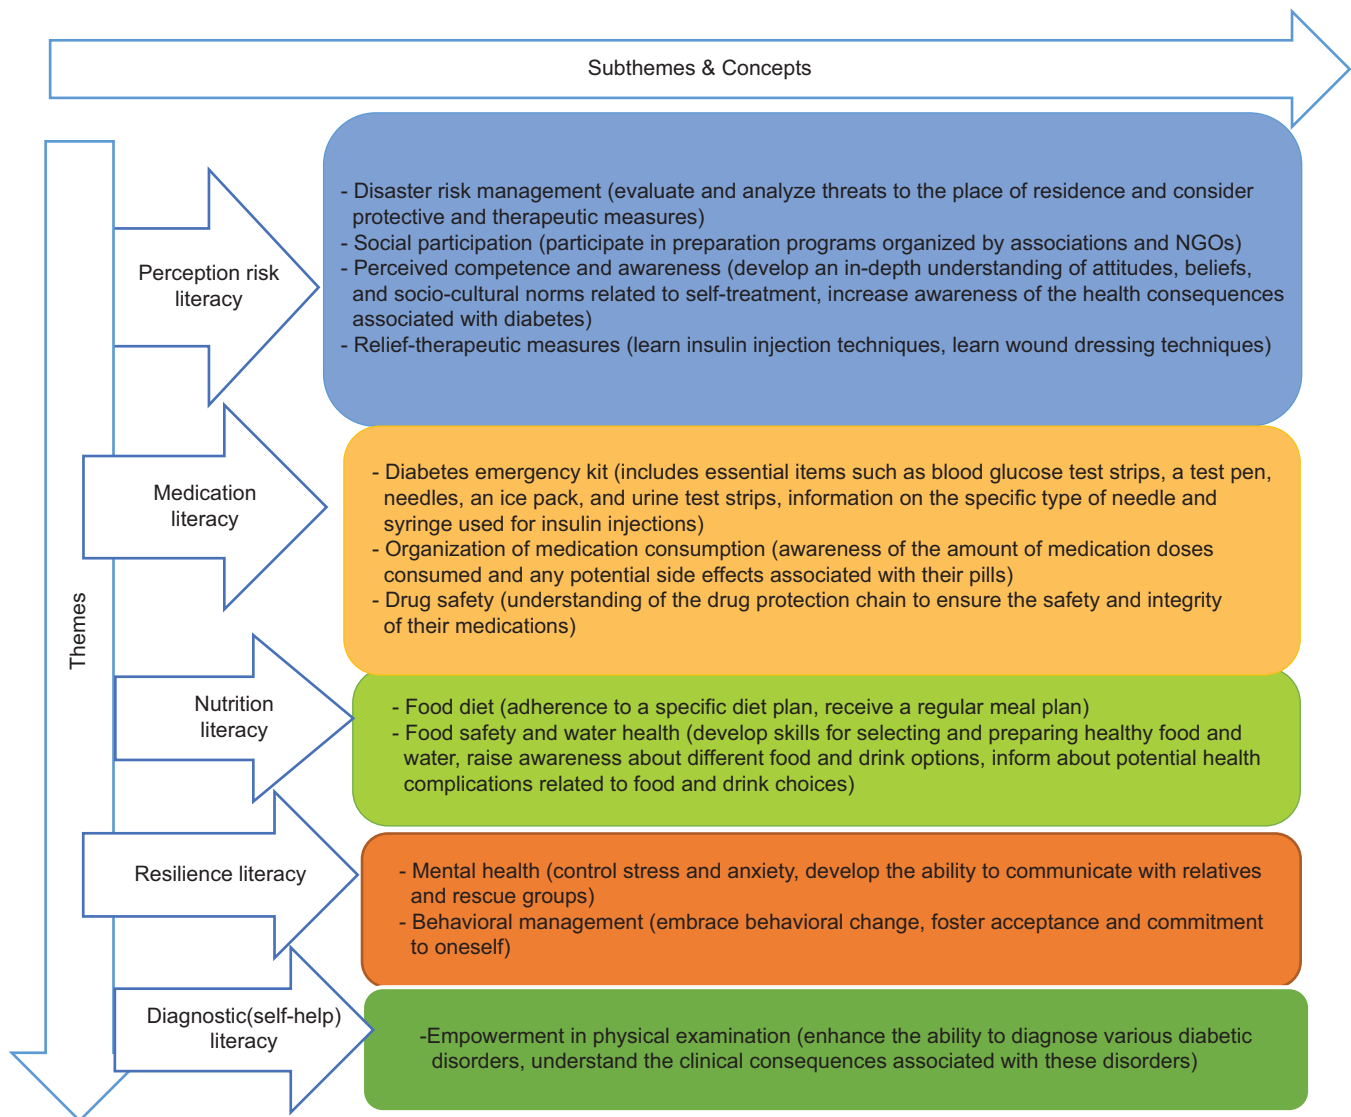 Subthemes & Concepts
Themes
Perception risk
literacy
- Disaster risk management (evaluate and analyze threats to the place of residence and consider
protective and therapeutic measures)
- Social participation (participate in preparation programs organized by associations and NGOs)
- Perceived competence and awareness (develop an in-depth understanding of attitudes, beliefs,
and socio-cultural norms related to self-treatment, increase awareness of the health consequences
associated with diabetes)
- Relief-therapeutic measures (learn insulin injection techniques, learn wound dressing techniques)
Medication
literacy
- Diabetes emergency kit (includes essential items such as blood glucose test strips, a test pen,
needles, an ice pack, and urine test strips, information on the specific type of needle and
syringe used for insulin injections)
- Organization of medication consumption (awareness of the amount of medication doses
consumed and any potential side effects associated with their pills)
- Drug safety (understanding of the drug protection chain to ensure the safety and integrity
of their medications)
Nutrition
literacy
- Food diet (adherence to a specific diet plan, receive a regular meal plan)
- Food safety and water health (develop skills for selecting and preparing healthy food and
water, raise awareness about different food and drink options, inform about potential health
complications related to food and drink choices)
Resilience literacy
- Mental health (control stress and anxiety, develop the ability to communicate with relatives
and rescue groups)
- Behavioral management (embrace behavioral change, foster acceptance and commitment
to oneself)
Diagnostic(self-help)
literacy
-Empowerment in physical examination (enhance the ability to diagnose various diabetic
disorders, understand the clinical consequences associated with these disorders)